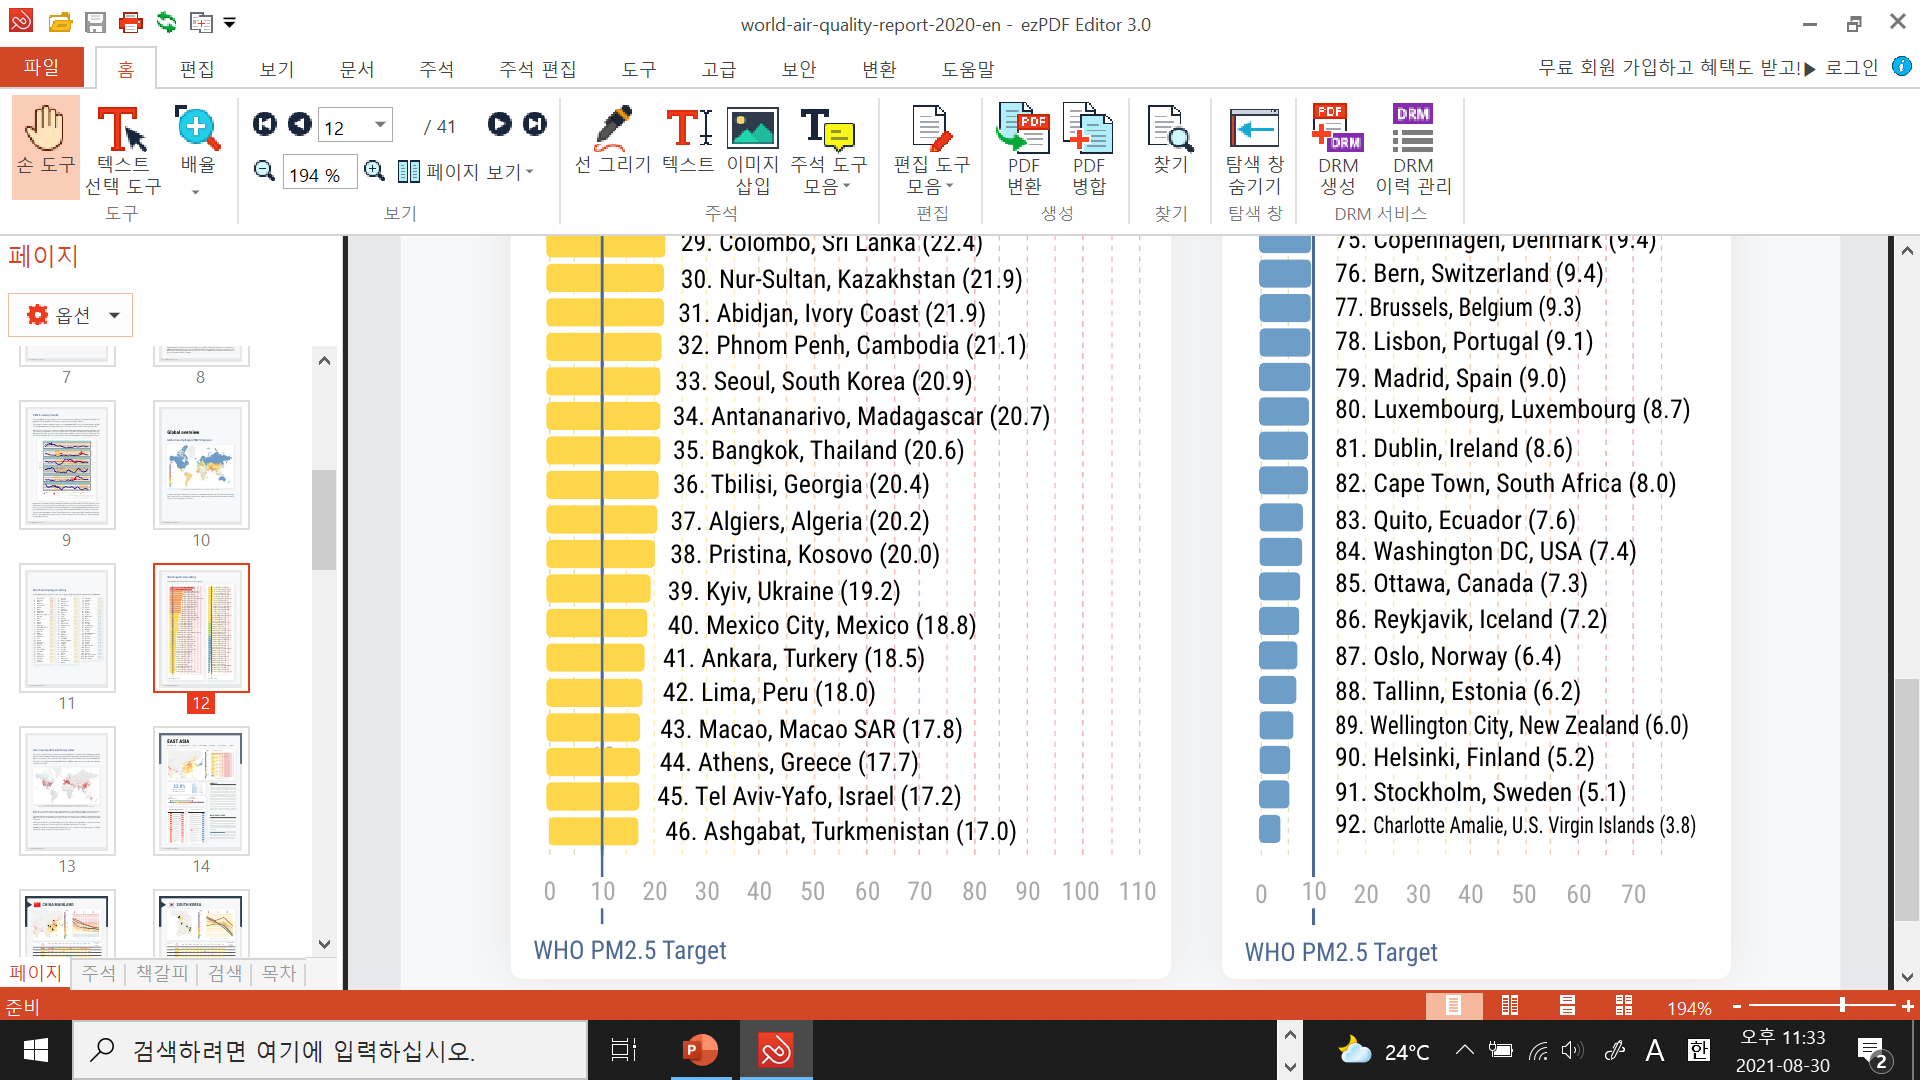 world-air-quality-report-2020-en - ezPDF Editor 3.0
파일 홈 편집 보기 문서 주석 주석 편집 도구 고급 보안 변환 도움말
무료 회원 가입하고 혜택도 받고!▶ 로그인
손 도구
텍스트
선택 도구
배율
도구
12 / 41
194 %
페이지 보기
보기
선 그리기
텍스트
이미지
삽입
주석 도구
모음
주석
편집 도구
모음
편집
PDF
변환
PDF
병합
생성
찾기
찾기
탐색 창
숨기기
탐색 창
DRM
생성
DRM
이력 관리
DRM 서비스
페이지
옵션
7 8
Global overview
9 10
11 12
EAST ASIA
13 14
CHINA MAINLAND
SOUTH KOREA
페이지 주석 책갈피 검색 목차
29. Colombo, Sri Lanka (22.4)
30. Nur-Sultan, Kazakhstan (21.9)
31. Abidjan, Ivory Coast (21.9)
32. Phnom Penh, Cambodia (21.1)
33. Seoul, South Korea (20.9)
34. Antananarivo, Madagascar (20.7)
35. Bangkok, Thailand (20.6)
36. Tbilisi, Georgia (20.4)
37. Algiers, Algeria (20.2)
38. Pristina, Kosovo (20.0)
39. Kyiv, Ukraine (19.2)
40. Mexico City, Mexico (18.8)
41. Ankara, Turkery (18.5)
42. Lima, Peru (18.0)
43. Macao, Macao SAR (17.8)
44. Athens, Greece (17.7)
45. Tel Aviv-Yafo, Israel (17.2)
46. Ashgabat, Turkmenistan (17.0)
0 10 20 30 40 50 60 70 80 90 100 110
WHO PM2.5 Target
75. Copenhagen, Denmark (9.4)
76. Bern, Switzerland (9.4)
77. Brussels, Belgium (9.3)
78. Lisbon, Portugal (9.1)
79. Madrid, Spain (9.0)
80. Luxembourg, Luxembourg (8.7)
81. Dublin, Ireland (8.6)
82. Cape Town, South Africa (8.0)
83. Quito, Ecuador (7.6)
84. Washington DC, USA (7.4)
85. Ottawa, Canada (7.3)
86. Reykjavik, Iceland (7.2)
87. Oslo, Norway (6.4)
88. Tallinn, Estonia (6.2)
89. Wellington City, New Zealand (6.0)
90. Helsinki, Finland (5.2)
91. Stockholm, Sweden (5.1)
92. Charlotte Amalie, U.S. Virgin Islands (3.8)
0 10 20 30 40 50 60 70
WHO PM2.5 Target
준비
194%
검색하려면 여기에 입력하십시오.
24°C
A 한
오후 11:33
2021-08-30
2